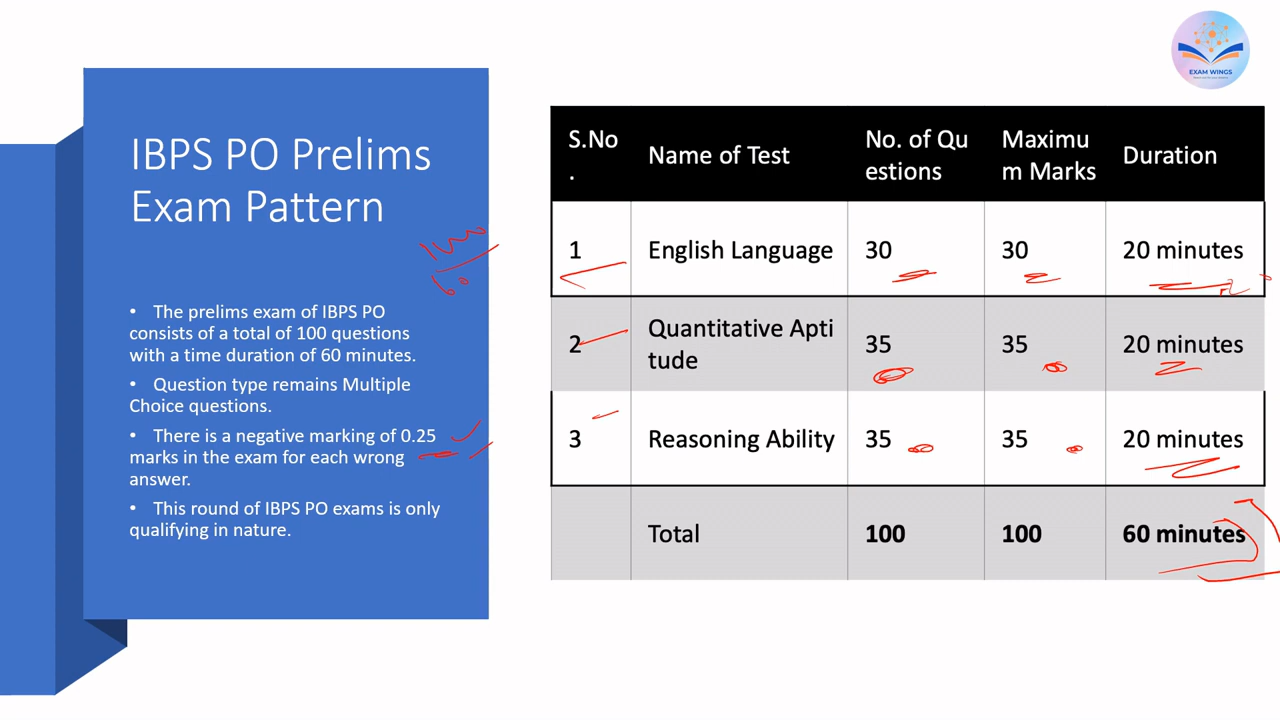 EXAM WINGS
IBPS PO Prelims
Exam Pattern
• The prelims exam of IBPS PO
consists of a total of 100 questions
with a time duration of 60 minutes.
• Question type remains Multiple
Choice questions.
• There is a negative marking of 0.25
marks in the exam for each wrong
answer.
• This round of IBPS PO exams is only
qualifying in nature.
S.No
.
Name of Test
No. of Qu
estions
Maximu
m Marks
Duration
1
English Language
30
30
20 minutes
2
Quantitative Apti
tude
35
35
20 minutes
3
Reasoning Ability
35
35
20 minutes
Total
100
100
60 minutes
60